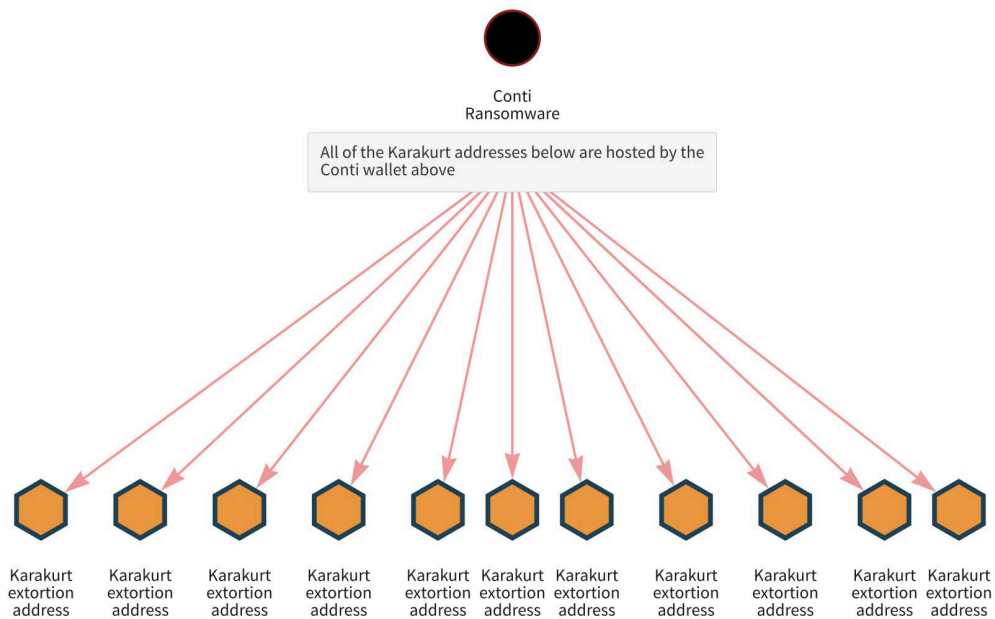 Conti
Ransomware
All of the Karakurt addresses below are hosted by the
Conti wallet above
Karakurt
extortion
address
Karakurt
extortion
address
Karakurt
extortion
address
Karakurt
extortion
address
Karakurt
extortion
address
Karakurt
extortion
address
Karakurt
extortion
address
Karakurt
extortion
address
Karakurt
extortion
address
Karakurt
extortion
address
Karakurt
extortion
address